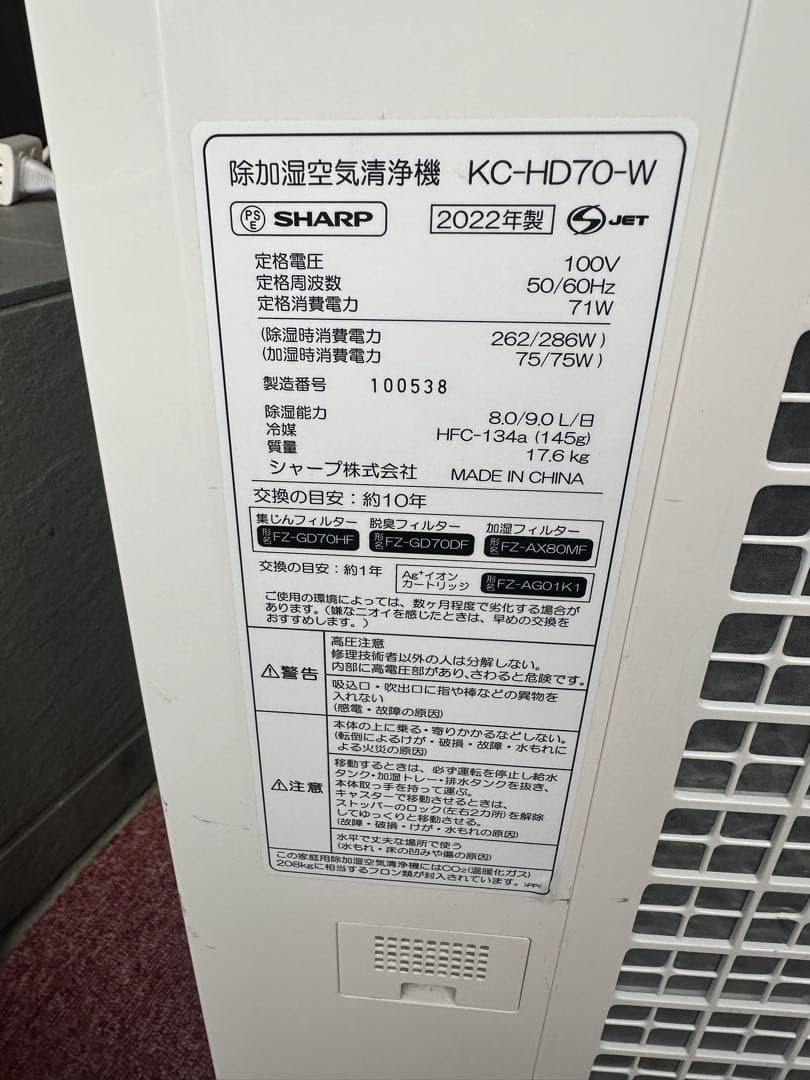 除加湿空気清浄機 KC-HD70-W
PSE SHARP 2022年製 S JET
定格電圧 100V
定格周波数 50/60Hz
定格消費電力 71W
(除湿時消費電力 262/286W)
(加湿時消費電力 75/75W)
製造番号 100538
除湿能力 8.0/9.0 L/日
冷媒 HFC-134a (145g)
質量 17.6 kg
シャープ株式会社 MADE IN CHINA
交換の目安：約10年
集じんフィルター 脱臭フィルター 加湿フィルター
形名 FZ-GD70HF 形名 FZ-GD70DF 形名 FZ-AX80MF
交換の目安：約1年 Ag+イオンカートリッジ 形名 FZ-AG01K1
ご使用の環境によっては、数ヶ月程度で劣化する場合が
あります。(嫌なニオイを感じたときは、早めの交換を
おすすめします。)
⚠警告
高圧注意
修理技術者以外の人は分解しない。
内部に高電圧部があり、さわると危険です。
吸込口・吹出口に指や棒などの異物を
入れない
(感電・故障の原因)
⚠注意
本体の上に乗る・寄りかかるなどしない。
(転倒によるけが・破損・故障・水もれに
よる火災の原因)
移動するときは、必ず運転を停止し給水
タンク・加湿トレー・排水タンクを抜き、
本体取っ手を持って運ぶ。
キャスターで移動させるときは、
ストッパーのロック(左右2カ所)を解除
してゆっくりと移動させる。
(故障・破損・けが・水もれの原因)
水平で丈夫な場所で使う
(水もれ・床の凹みや傷の原因)
この家庭用除加湿空気清浄機にはCO2(温暖化ガス)
208kgに相当するフロン類が封入されています。 >PP<